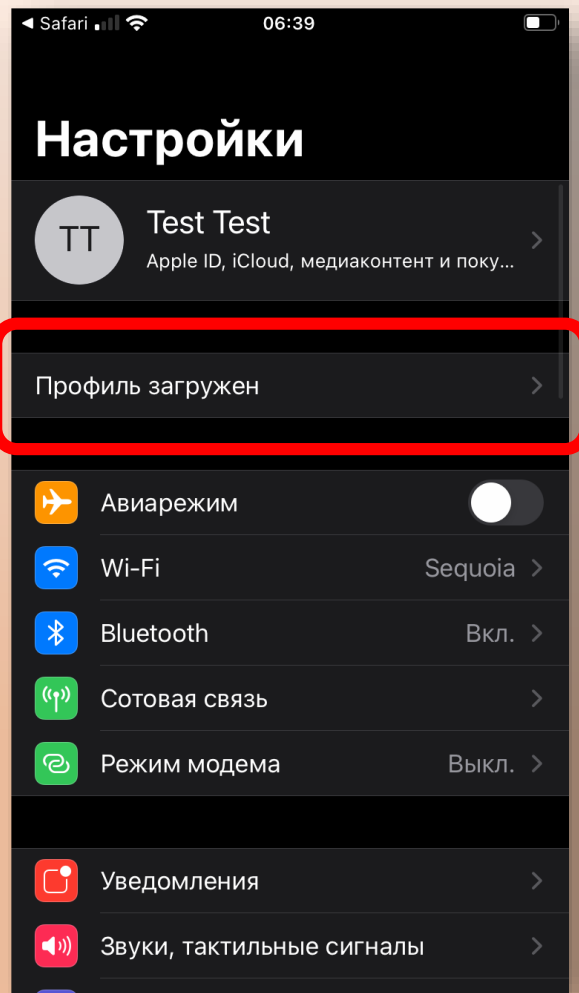 Safari
06:39
Настройки
TT
Test Test
Apple ID, iCloud, медиаконтент и поку...
Профиль загружен
Авиарежим
Wi-Fi
Sequoia
Bluetooth
Вкл.
Сотовая связь
Режим модема
Выкл.
Уведомления
Звуки, тактильные сигналы